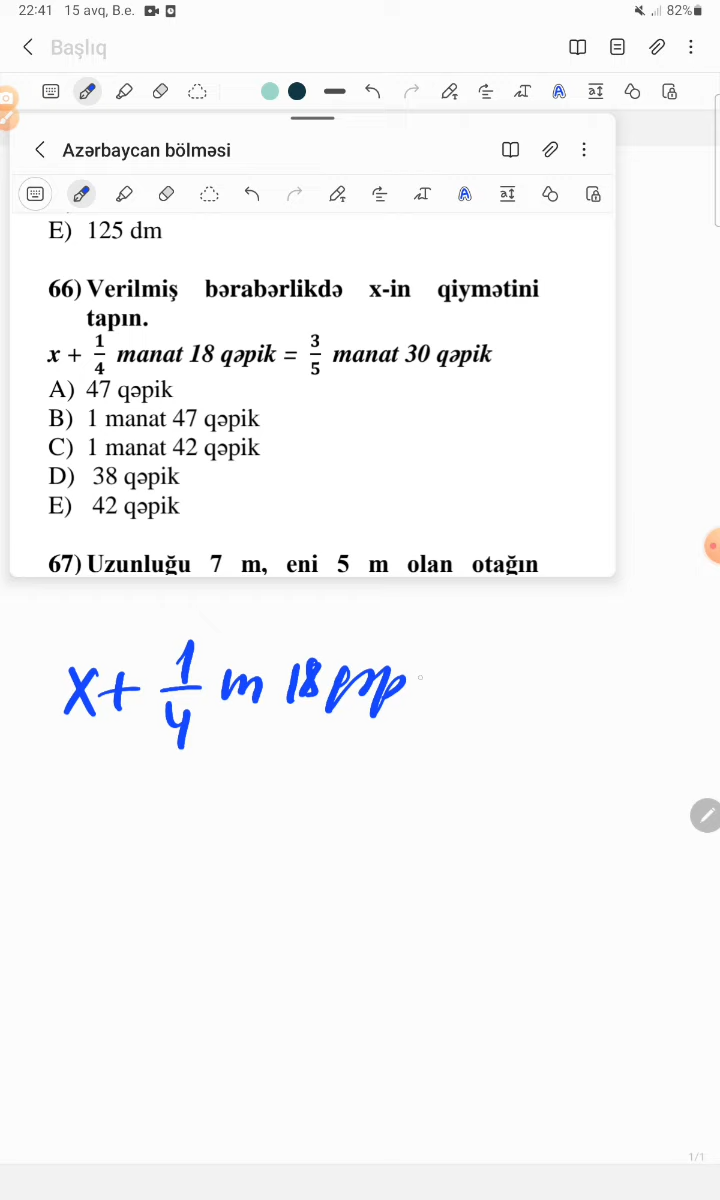 22:41 15 avq, B.e. 82%
Başlıq
Azərbaycan bölməsi
E) 125 dm
66) Verilmiş bərabərlikdə x-in qiymətini
tapın.
x + 1/4 manat 18 qəpik = 3/5 manat 30 qəpik
A) 47 qəpik
B) 1 manat 47 qəpik
C) 1 manat 42 qəpik
D) 38 qəpik
E) 42 qəpik
67) Uzunluğu 7 m, eni 5 m olan otağın
x + 1/4 m 18
1/1